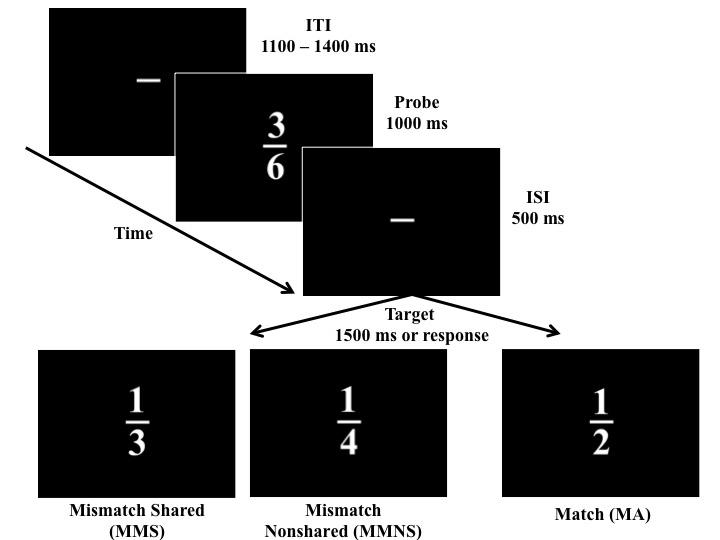 ITI
1100 – 1400 ms
Probe
1000 ms
3
6
ISI
500 ms
Time
Target
1500 ms or response
1
3
1
4
1
2
Mismatch Shared
(MMS)
Mismatch
Nonshared (MMNS)
Match (MA)